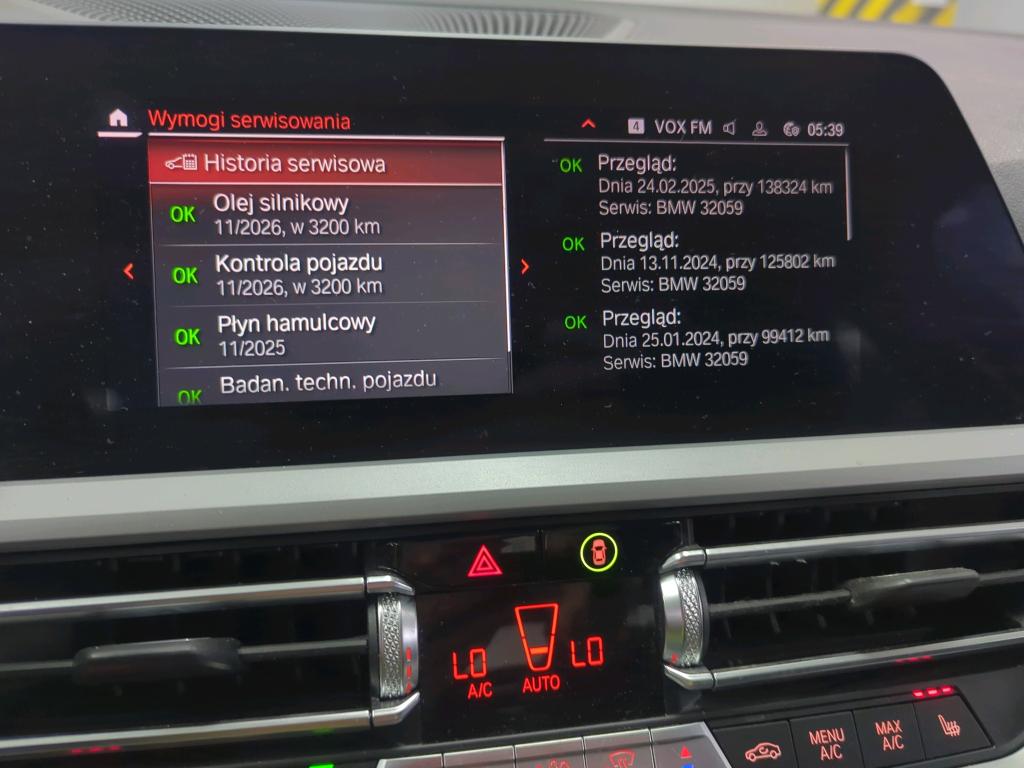 Wymogi serwisowania
4 VOX FM 05:39
Historia serwisowa
OK Olej silnikowy
11/2026, w 3200 km
OK Kontrola pojazdu
11/2026, w 3200 km
OK Płyn hamulcowy
11/2025
OK Badan. techn. pojazdu
OK Przegląd:
Dnia 24.02.2025, przy 138324 km
Serwis: BMW 32059
OK Przegląd:
Dnia 13.11.2024, przy 125802 km
Serwis: BMW 32059
OK Przegląd:
Dnia 25.01.2024, przy 99412 km
Serwis: BMW 32059
LO LO
A/C AUTO
MENU
A/C
MAX
A/C